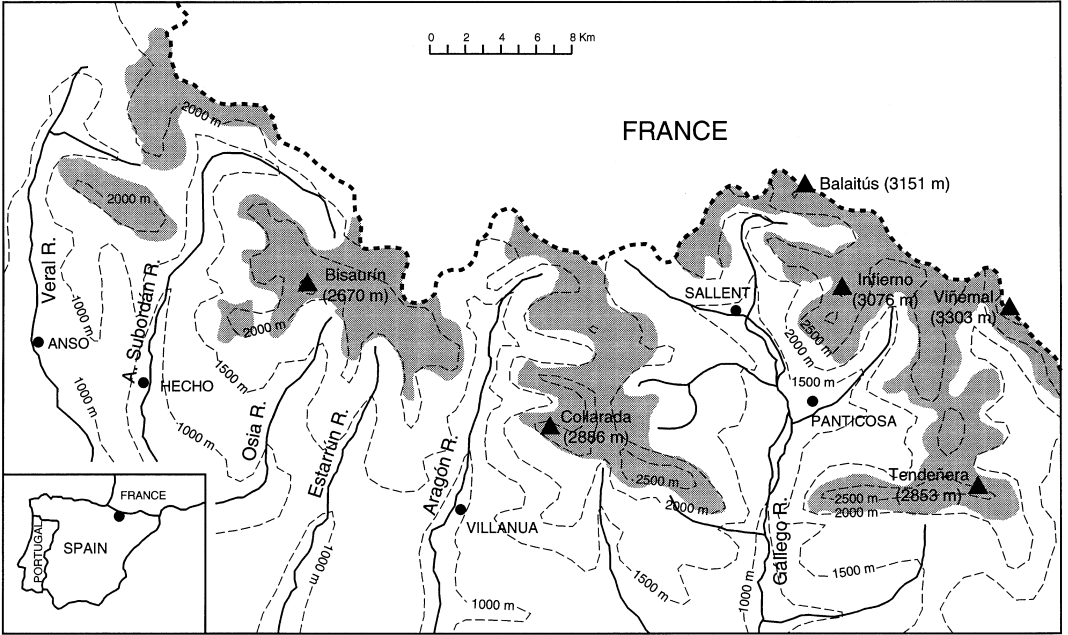 0 2 4 6 8 Km
FRANCE
2000 m
2000 m
Balaitús (3151 m)
Veral R.
A. Subordán R.
Bisaurín
(2670 m)
Infierno
(3076 m)
Viñemal
(3303 m)
SALLENT
1000 m
2000 m
2500 m
2000 m
ANSO
HECHO
1500 m
1500 m
1000 m
1000 m
Osia R.
Estarrún R.
Aragón R.
Collarada
(2886 m)
PANTICOSA
2500 m
2000 m
Tendeñera
(2853 m)
2500 m
2000 m
VILLANUA
Gállego R.
1000 m
1500 m
1000 m
1500 m
1000 m
FRANCE
SPAIN
PORTUGAL